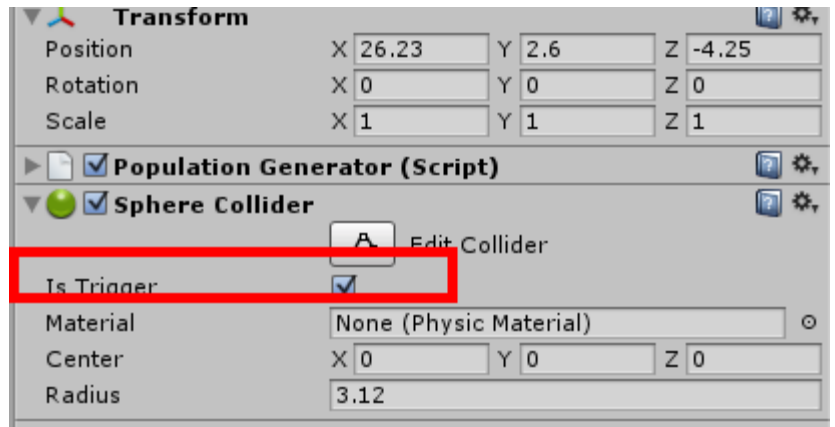 Transform
Position X 26.23 Y 2.6 Z -4.25
Rotation X 0 Y 0 Z 0
Scale X 1 Y 1 Z 1
Population Generator (Script)
Sphere Collider
Edit Collider
Is Trigger
Material None (Physic Material)
Center X 0 Y 0 Z 0
Radius 3.12